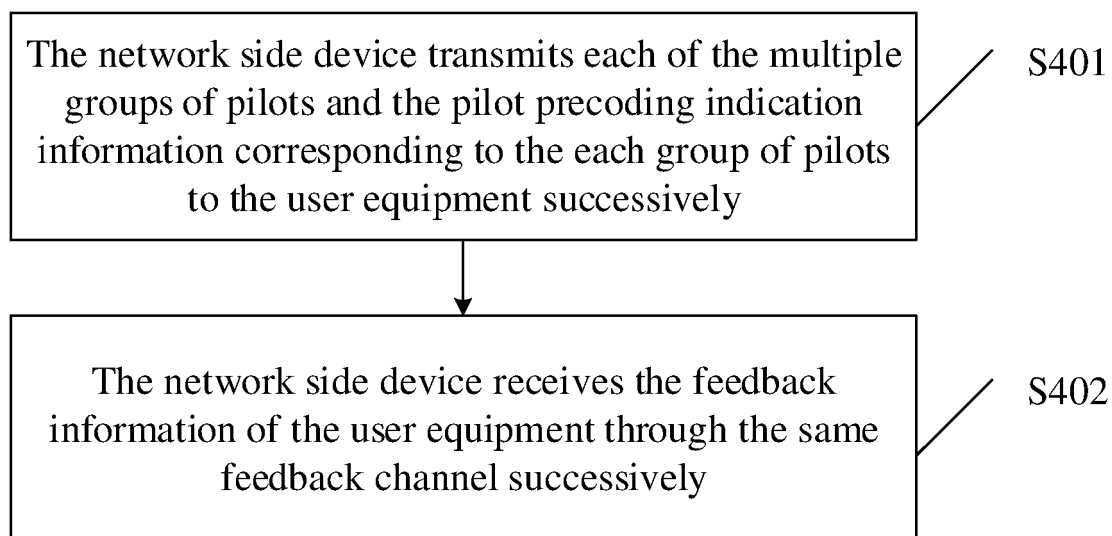 The network side device transmits each of the multiple
groups of pilots and the pilot precoding indication
information corresponding to the each group of pilots
to the user equipment successively
S401
The network side device receives the feedback
information of the user equipment through the same
feedback channel successively
S402